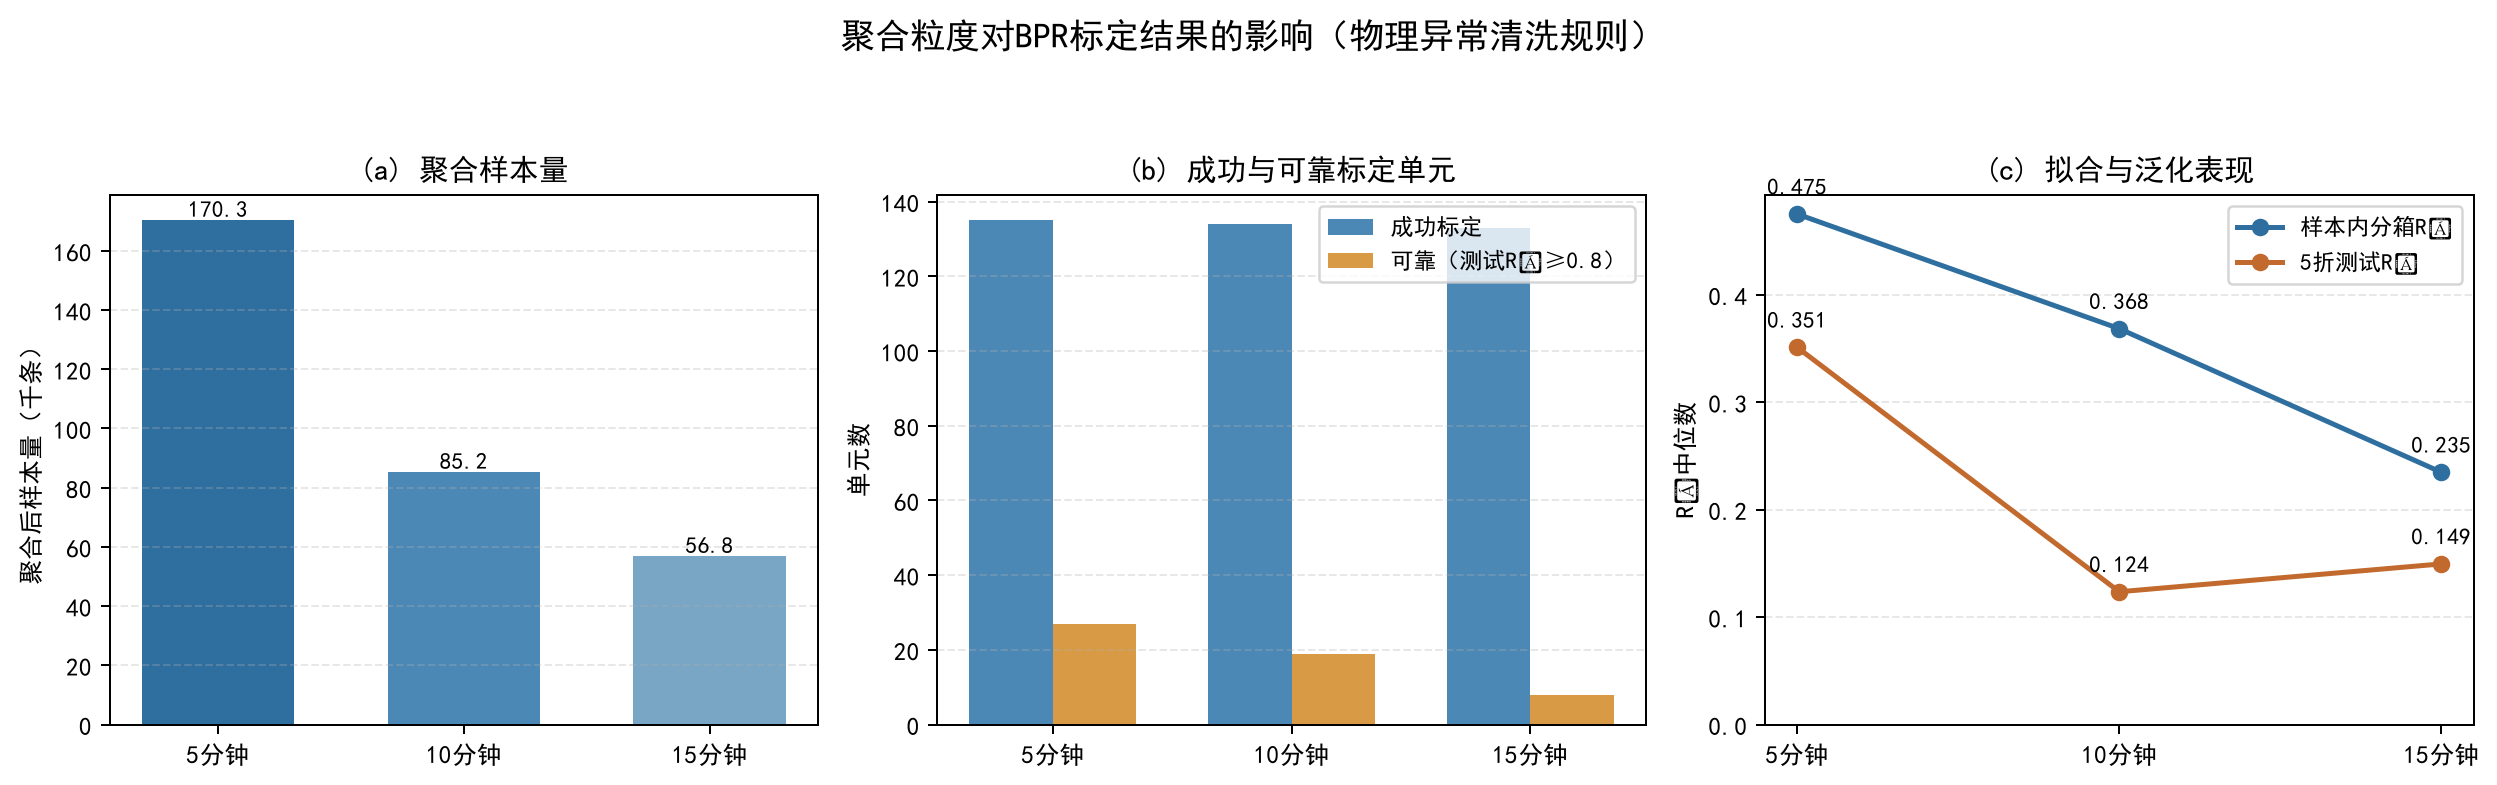 聚合粒度对BPR标定结果的影响（物理异常清洗规则）
（a）聚合样本量
聚合后样本量（千条）
160
140
120
100
80
60
40
20
0
170.3
85.2
56.8
5分钟
10分钟
15分钟
（b）成功与可靠标定单元
单元数
140
120
100
80
60
40
20
0
成功标定
可靠（测试RÁ≥0.8）
5分钟
10分钟
15分钟
（c）拟合与泛化表现
RÁ中位数
0.4
0.3
0.2
0.1
0.0
样本内分箱RÁ
5折测试RÁ
0.475
0.368
0.235
0.351
0.124
0.149
5分钟
10分钟
15分钟